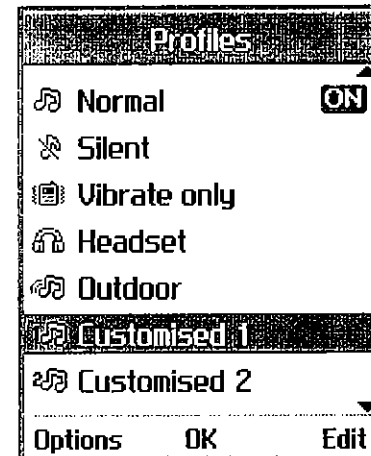 Profiles
Normal ON
Silent
Vibrate only
Headset
Outdoor
Customised 1
Customised 2
Options OK Edit